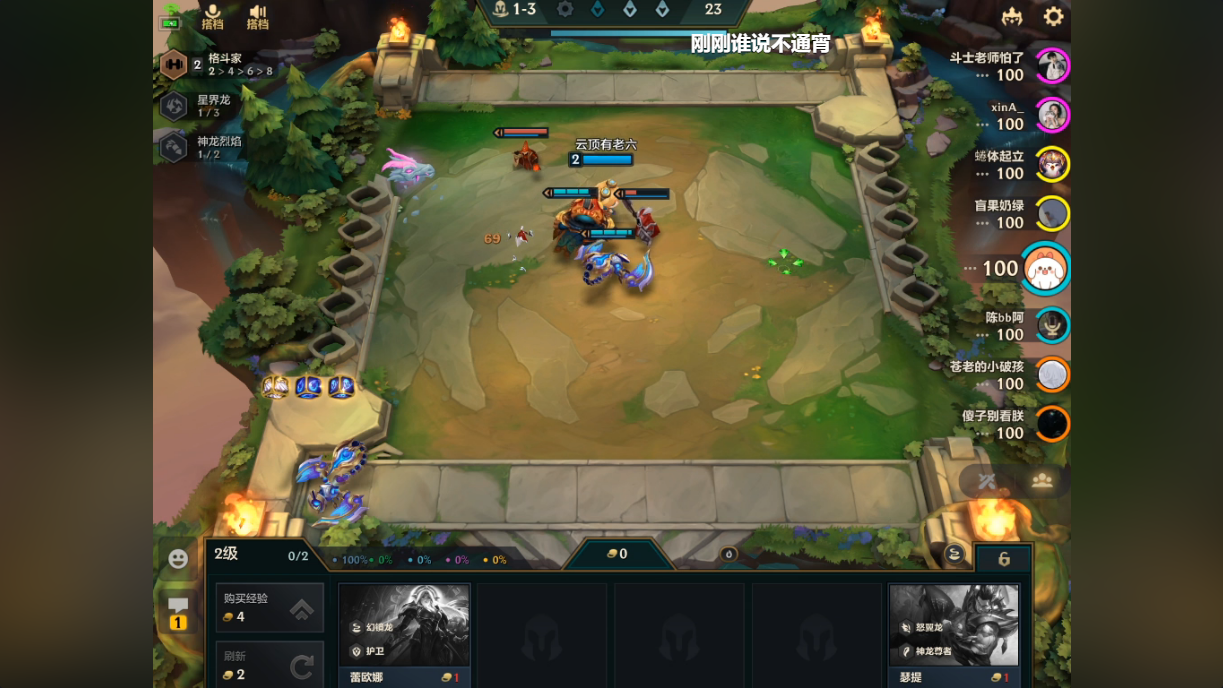 搭档
搭档
1-3
23
刚刚谁说不通宵
2
格斗家
2 > 4 > 6 > 8
星界龙
1 / 3
神龙烈焰
1 / 2
斗士老师怕了
100
xinA_
100
蜷体起立
100
盲果奶绿
100
100
陈bb阿
100
苍老的小破孩
100
傻子别看朕
100
云顶有老六
2
69
2级
0/2
100%
0%
0%
0%
0%
0
购买经验
4
刷新
2
1
幻镜龙
护卫
蕾欧娜
1
怒翼龙
神龙尊者
瑟提
1